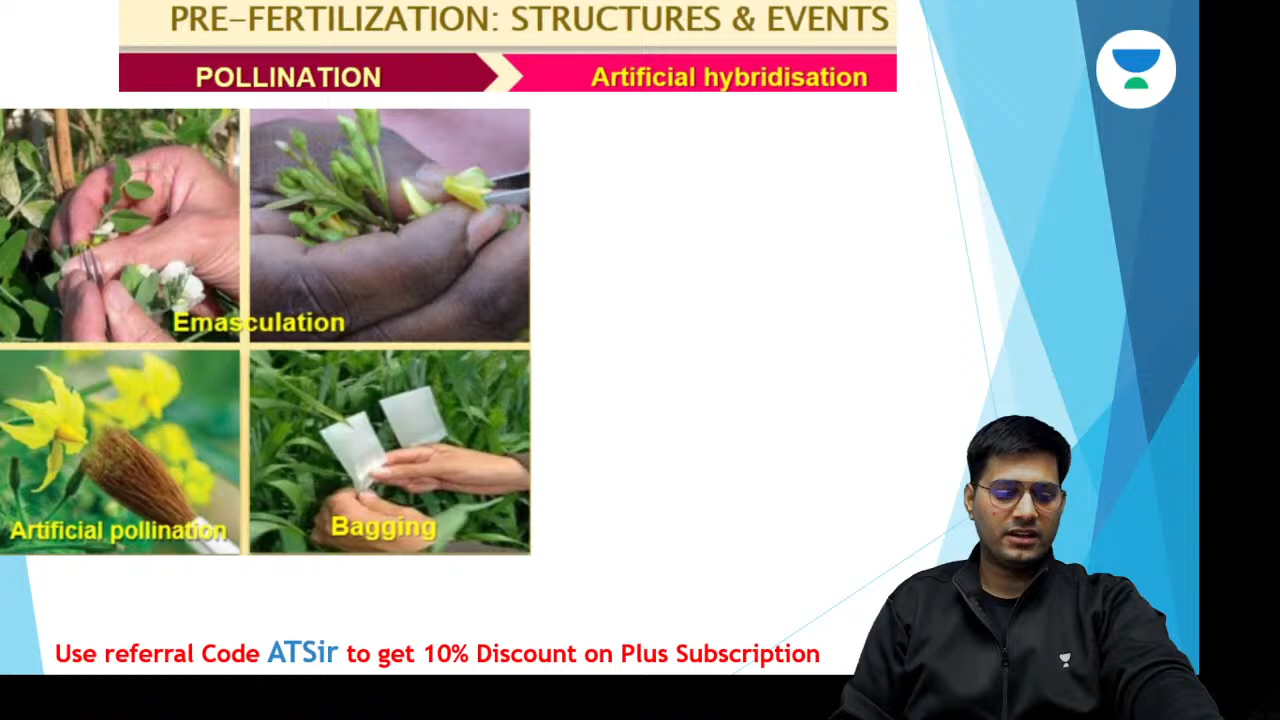 PRE-FERTILIZATION: STRUCTURES & EVENTS
POLLINATION
Artificial hybridisation
Emasculation
Artificial pollination
Bagging
Use referral Code ATSir to get 10% Discount on Plus Subscription